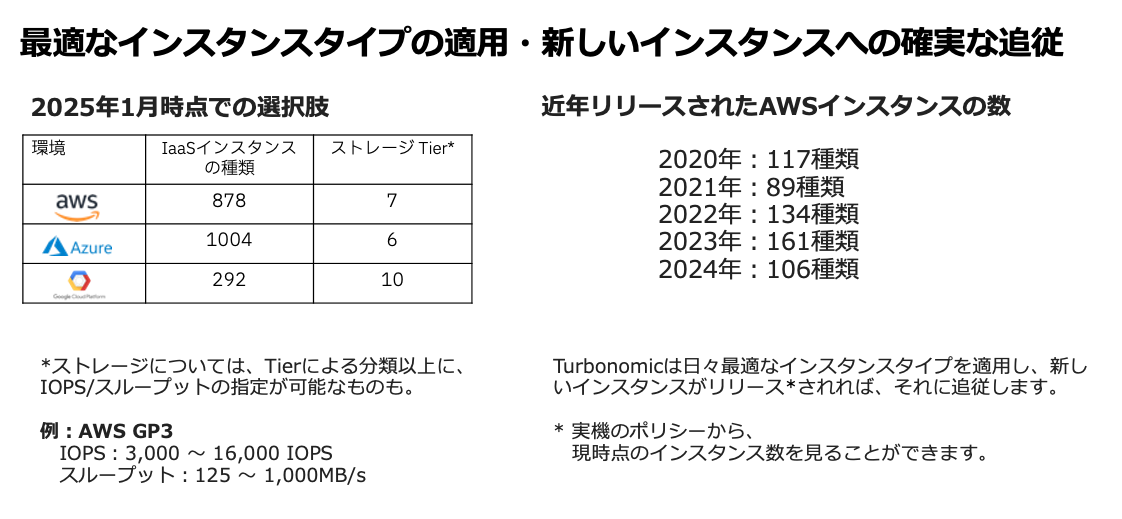 最適なインスタンスタイプの適用・新しいインスタンスへの確実な追従
2025年1月時点での選択肢
環境
IaaSインスタンス
の種類
ストレージ Tier*
aws
878
7
Azure
1004
6
Google Cloud Platform
292
10
*ストレージについては、Tierによる分類以上に、
IOPS/スループットの指定が可能なものも。
例：AWS GP3
IOPS：3,000 ～ 16,000 IOPS
スループット：125 ～ 1,000MB/s
近年リリースされたAWSインスタンスの数
2020年：117種類
2021年：89種類
2022年：134種類
2023年：161種類
2024年：106種類
Turbonomicは日々最適なインスタンスタイプを適用し、新し
いインスタンスがリリース*されれば、それに追従します。
* 実機のポリシーから、
現時点のインスタンス数を見ることができます。